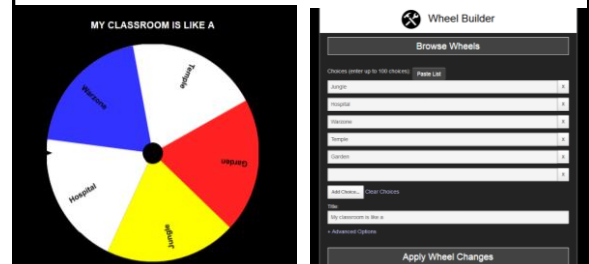 MY CLASSROOM IS LIKE A
Temple
Warzone
Garden
Hospital
Jungle
Wheel Builder
Browse Wheels
Choices (enter up to 100 choices): Paste List
Jungle x
Hospital x
Warzone x
Temple x
Garden x
x
Add Choice... Clear Choices
Title:
My classroom is like a
+ Advanced Options
Apply Wheel Changes